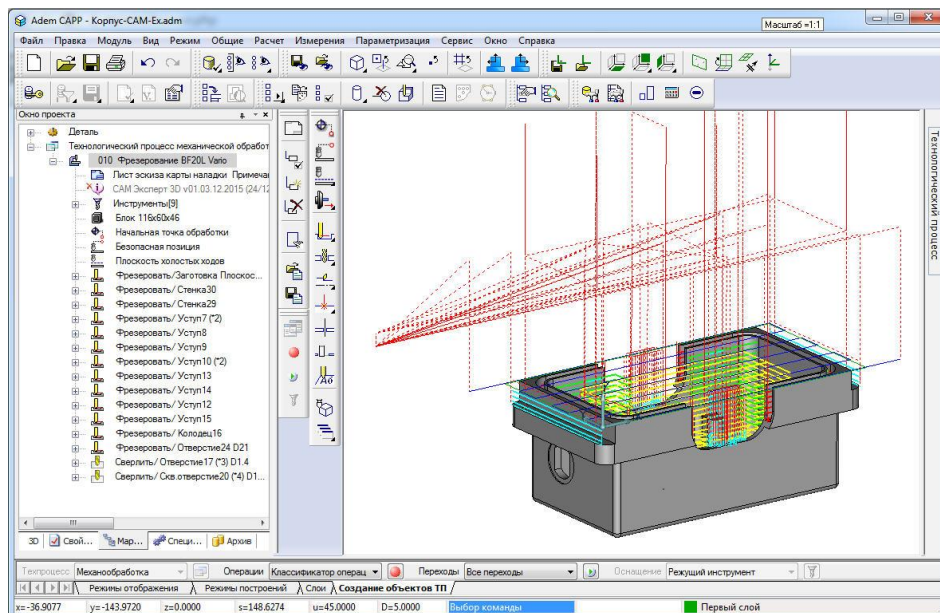 Adem CAPP - Корпус-CAM-Ex.adm
Масштаб =1:1
Файл Правка Модуль Вид Режим Общие Расчет Измерения Параметризация Сервис Окно Справка
Окно проекта
Деталь
Технологический процесс механической обработ
010 Фрезерование BF20L Vario
Лист эскиза карты наладки Примеча
САМ Эксперт 3D v01.03.12.2015 (24/12
Инструменты(9)
Блок 116x60x46
Начальная точка обработки
Безопасная позиция
Плоскость холостых ходов
Фрезеровать/Заготовка Плоскос...
Фрезеровать/ Стенка30
Фрезеровать/ Стенка29
Фрезеровать/ Уступ7 (*2)
Фрезеровать/ Уступ8
Фрезеровать/ Уступ9
Фрезеровать/ Уступ10 (*2)
Фрезеровать/ Уступ13
Фрезеровать/ Уступ14
Фрезеровать/ Уступ12
Фрезеровать/ Уступ15
Фрезеровать/ Колодец16
Фрезеровать/ Отверстие24 D21
Сверлить/ Отверстие17 (*3) D1.4
Сверлить/ Скв.отверстие20 (*4) D1...
Технологический процесс
3D Свой... Мар... Специ... Архив
Техпроцесс Механообработка Операции Классификатор операц Переходы Все переходы Оснащение Режущий инструмент
Режимы отображения Режимы построений Слои Создание объектов ТП
x=-36.9077 y=-143.9720 z=0.0000 s=148.6274 u=45.0000 D=5.0000 Выбор команды Первый слой